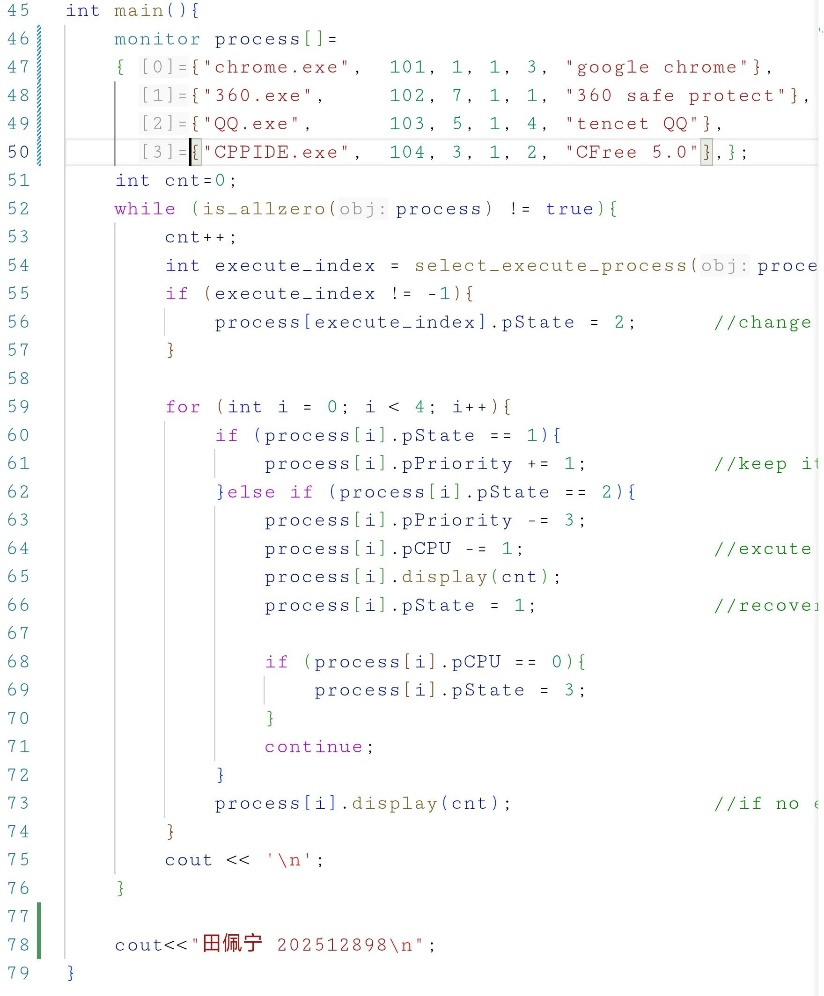 45 int main(){
46 monitor process[]=
47 { [0]={"chrome.exe", 101, 1, 1, 3, "google chrome"},
48 [1]={"360.exe", 102, 7, 1, 1, "360 safe protect"},
49 [2]={"QQ.exe", 103, 5, 1, 4, "tencet QQ"},
50 [3]={"CPPIDE.exe", 104, 3, 1, 2, "CFree 5.0"},};
51 int cnt=0;
52 while (is_allzero(obj: process) != true){
53 cnt++;
54 int execute_index = select_execute_process(obj: proce
55 if (execute_index != -1){
56 process[execute_index].pState = 2; //change
57 }
58
59 for (int i = 0; i < 4; i++){
60 if (process[i].pState == 1){
61 process[i].pPriority += 1; //keep it
62 }else if (process[i].pState == 2){
63 process[i].pPriority -= 3;
64 process[i].pCPU -= 1; //excute
65 process[i].display(cnt);
66 process[i].pState = 1; //recover
67
68 if (process[i].pCPU == 0){
69 process[i].pState = 3;
70 }
71 continue;
72 }
73 process[i].display(cnt); //if no
74 }
75 cout << '\n';
76 }
77
78 cout<<"田佩宁 202512898\n";
79 }